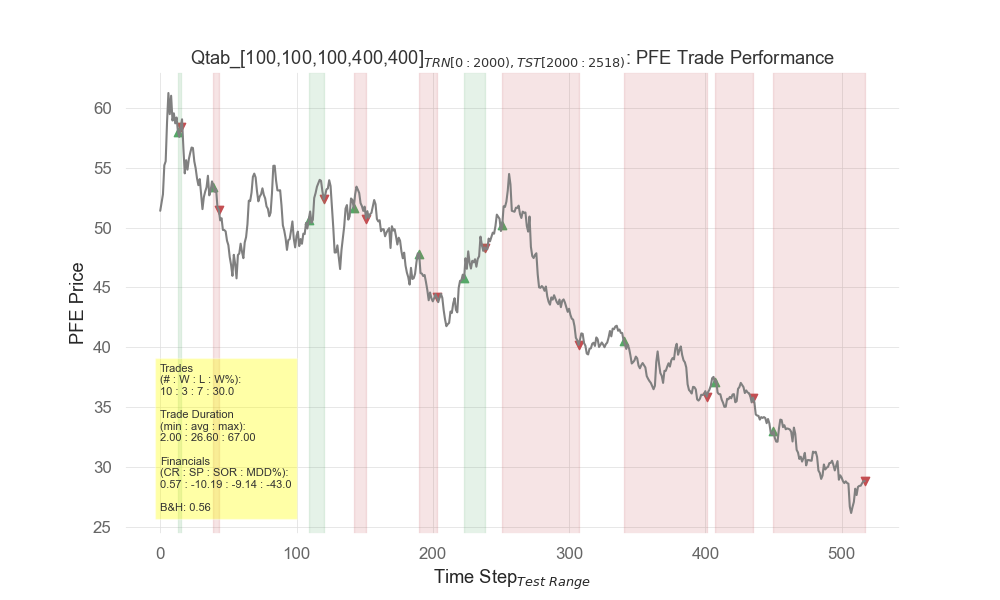 Qtab_[100,100,100,400,400]TRN[0 : 2000), TST[2000 : 2518): PFE Trade Performance
PFE Price
60
55
50
45
40
35
30
25
Trades
(# : W : L : W%):
10 : 3 : 7 : 30.0
Trade Duration
(min : avg : max):
2.00 : 26.60 : 67.00
Financials
(CR : SP : SOR : MDD%):
0.57 : -10.19 : -9.14 : -43.0
B&H: 0.56
0 100 200 300 400 500
Time StepTest Range